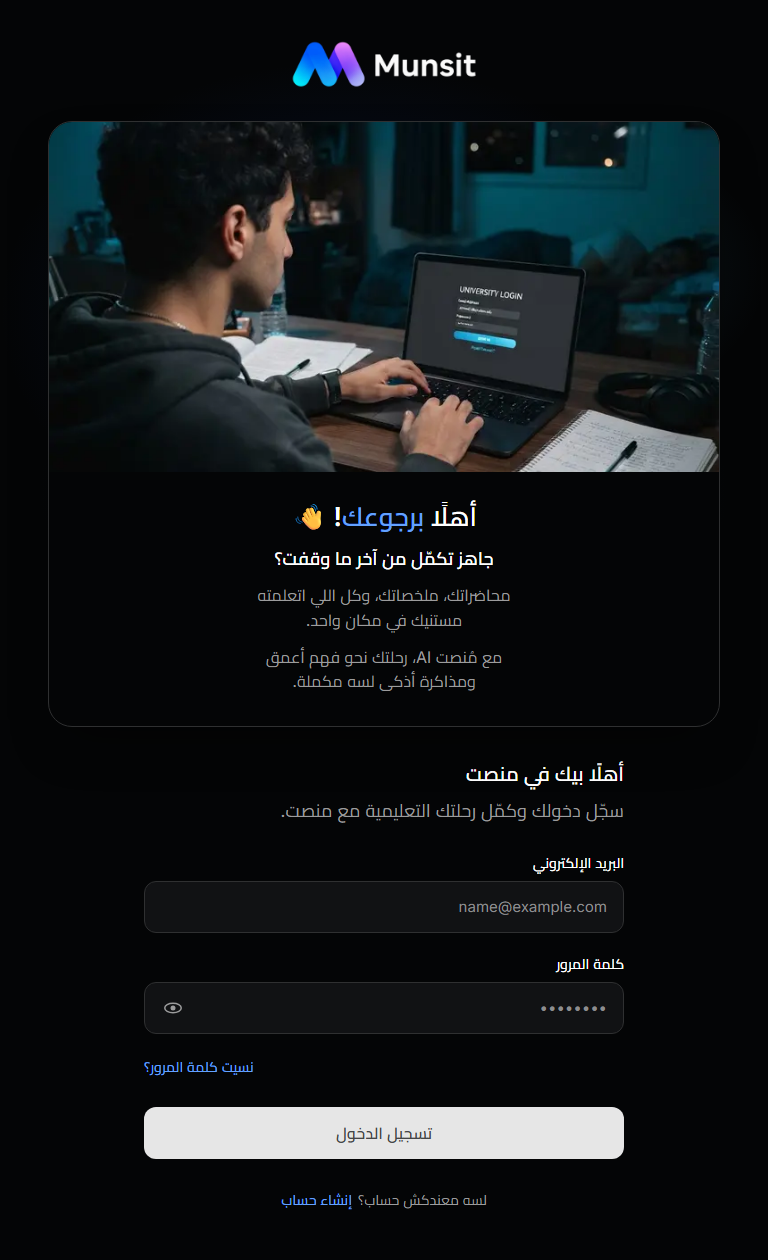 Munsit
UNIVERSITY LOGIN
أهلًا برجوعك! 👋
جاهز تكمّل من آخر ما وقفت؟
محاضراتك، ملخصاتك، وكل اللي اتعلمته
مستنيك في مكان واحد.
مع مُنصت AI، رحلتك نحو فهم أعمق
ومذاكرة أذكى لسه مكملة.
أهلًا بيك في منصت
سجّل دخولك وكمّل رحلتك التعليمية مع منصت.
البريد الإلكتروني
name@example.com
كلمة المرور
••••••••
نسيت كلمة المرور؟
تسجيل الدخول
لسه معندكش حساب؟ إنشاء حساب